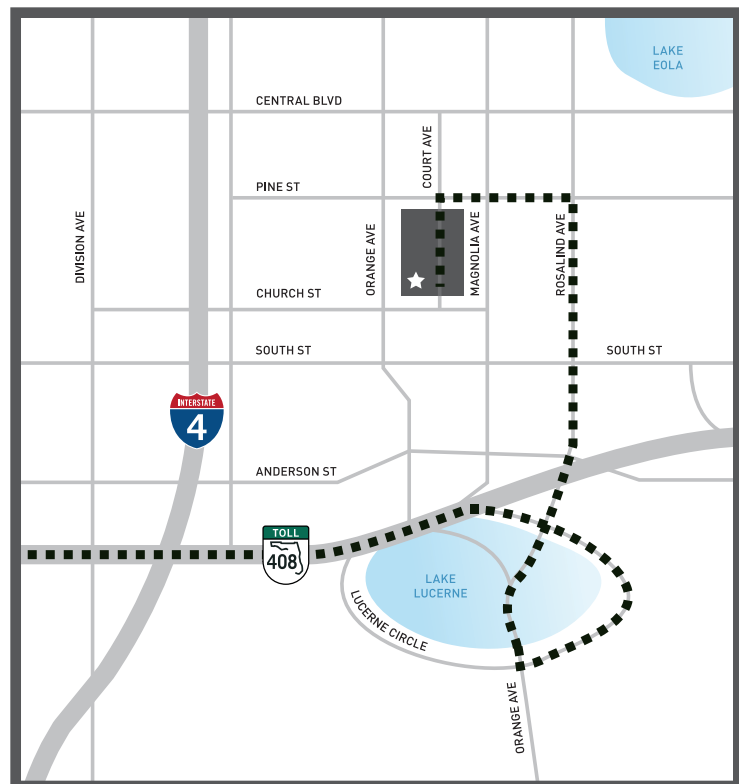 LAKE
EOLA
CENTRAL BLVD
COURT AVE
PINE ST
DIVISION AVE
ORANGE AVE
MAGNOLIA AVE
ROSALIND AVE
CHURCH ST
SOUTH ST
SOUTH ST
INTERSTATE
4
ANDERSON ST
TOLL
408
LAKE
LUCERNE
LUCERNE CIRCLE
ORANGE AVE